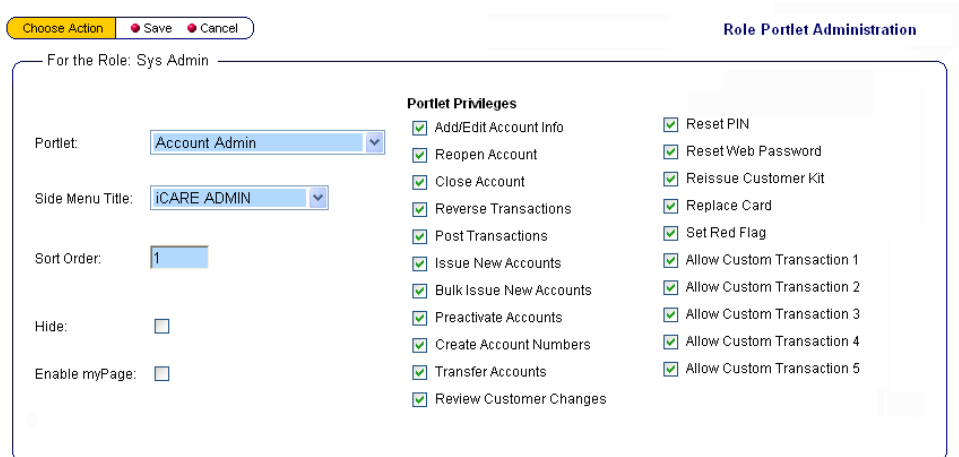 Choose Action Save Cancel
Role Portlet Administration
For the Role: Sys Admin
Portlet: Account Admin
Side Menu Title: iCARE ADMIN
Sort Order: 1
Hide:
Enable myPage:
Portlet Privileges
Add/Edit Account Info
Reopen Account
Close Account
Reverse Transactions
Post Transactions
Issue New Accounts
Bulk Issue New Accounts
Preactivate Accounts
Create Account Numbers
Transfer Accounts
Review Customer Changes
Reset PIN
Reset Web Password
Reissue Customer Kit
Replace Card
Set Red Flag
Allow Custom Transaction 1
Allow Custom Transaction 2
Allow Custom Transaction 3
Allow Custom Transaction 4
Allow Custom Transaction 5